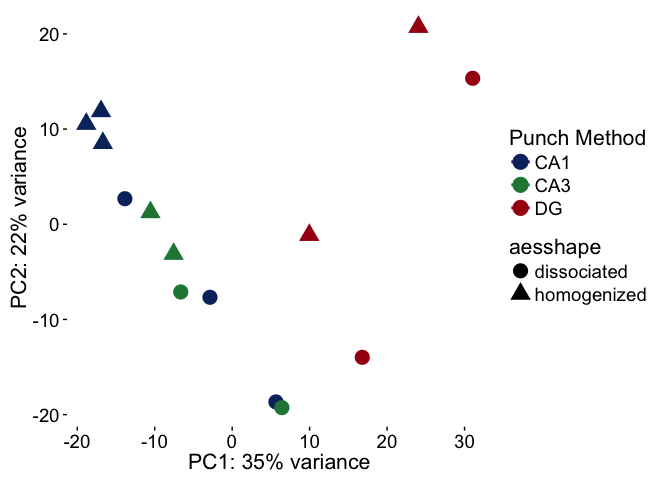 20
10
0
-10
-20
PC2: 22% variance
-20 -10 0 10 20 30
PC1: 35% variance
Punch Method
CA1
CA3
DG
aesshape
dissociated
homogenized